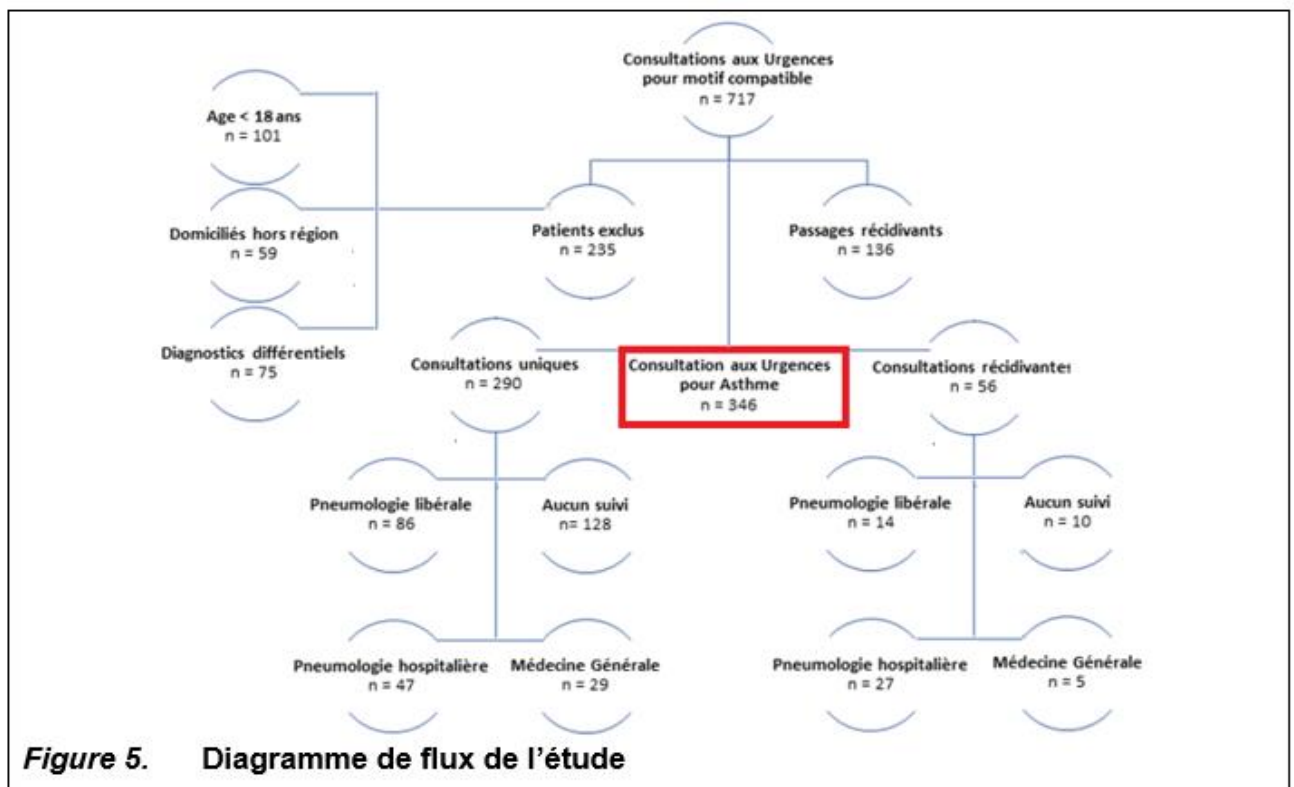 Consultations aux Urgences
pour motif compatible
n = 717
Age < 18 ans
n = 101
Domiciliés hors région
n = 59
Diagnostics différentiels
n = 75
Patients exclus
n = 235
Passages récidivants
n = 136
Consultations uniques
n = 290
Consultation aux Urgences
pour Asthme
n = 346
Consultations récidivantes
n = 56
Pneumologie libérale
n = 86
Aucun suivi
n= 128
Pneumologie hospitalière
n = 47
Médecine Générale
n = 29
Pneumologie libérale
n = 14
Aucun suivi
n = 10
Pneumologie hospitalière
n = 27
Médecine Générale
n = 5
Figure 5. Diagramme de flux de l'étude